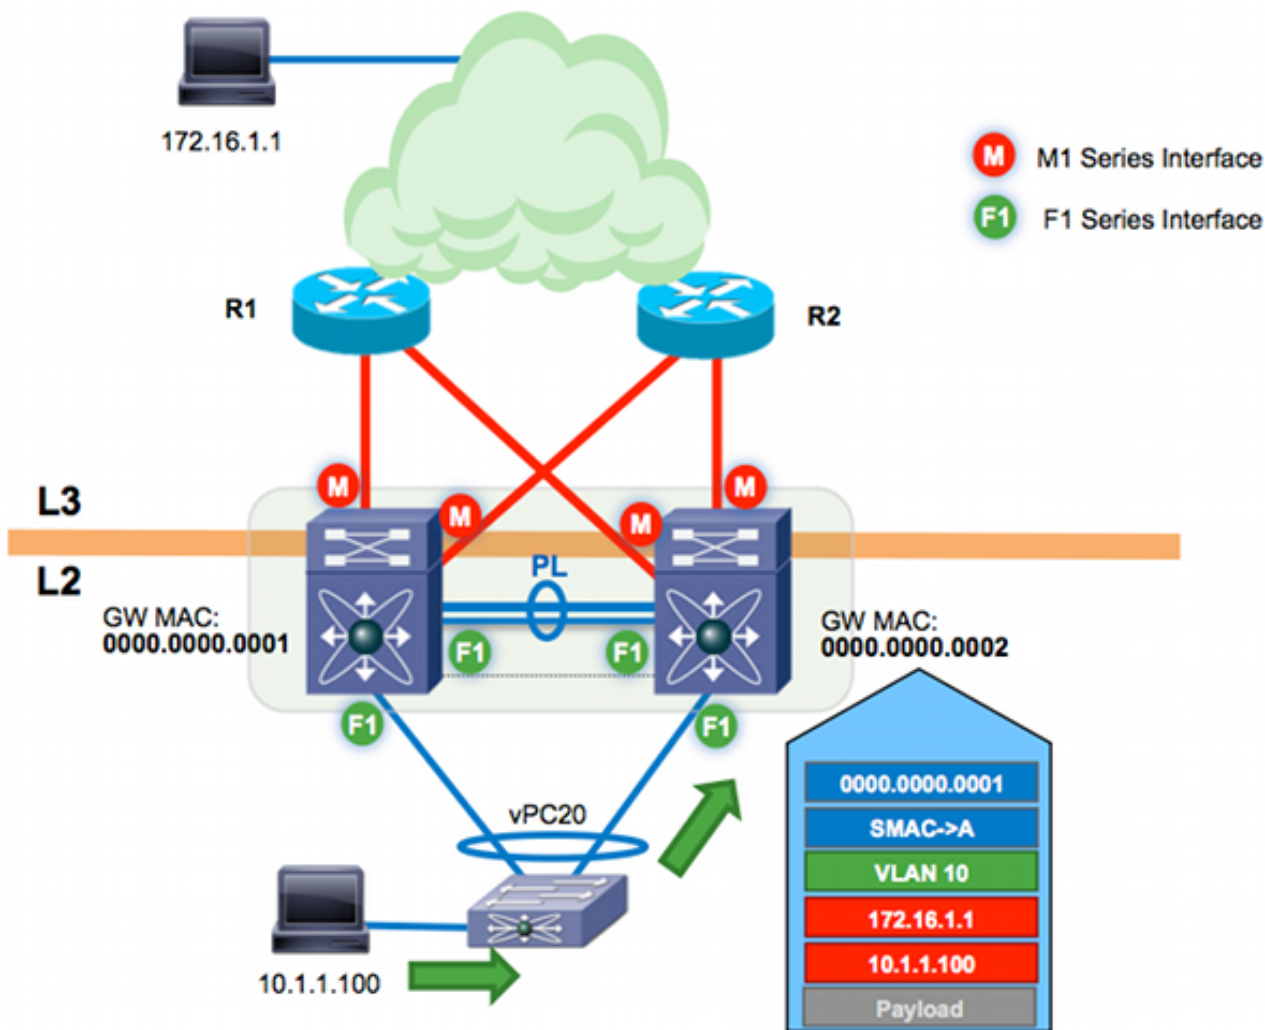 172.16.1.1
M
M1 Series Interface
F1
F1 Series Interface
R1
R2
M
M
M
M
L3
L2
PL
GW MAC:
0000.0000.0001
GW MAC:
0000.0000.0002
F1
F1
F1
F1
0000.0000.0001
SMAC->A
VLAN 10
172.16.1.1
10.1.1.100
Payload
vPC20
10.1.1.100